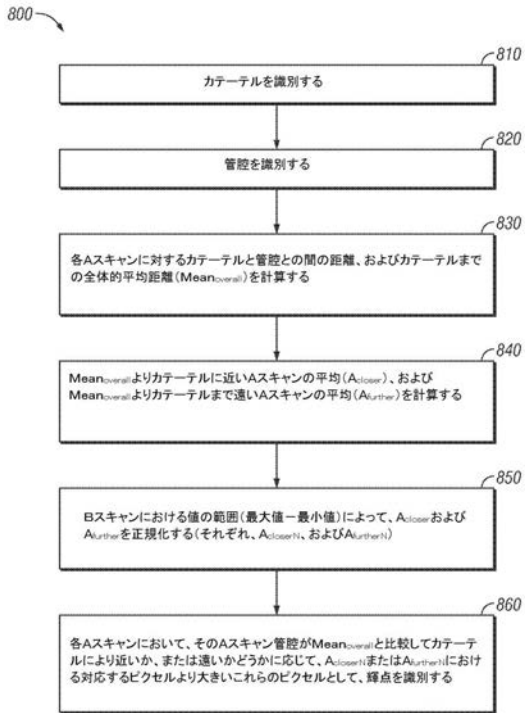 800
810
カテーテルを識別する
820
管腔を識別する
830
各Aスキャンに対するカテーテルと管腔との間の距離、およびカテーテルまで
の全体的平均距離(Meanoverall)を計算する
840
Meanoverallよりカテーテルに近いAスキャンの平均(Acloser)、および
Meanoverallよりカテーテルまで遠いAスキャンの平均(Afurther)を計算する
850
Bスキャンにおける値の範囲(最大値-最小値)によって、Acloserおよび
Afurtherを正規化する(それぞれ、AcloserN、およびAfurtherN)
860
各Aスキャンにおいて、そのAスキャン管腔がMeanoverallと比較してカテーテ
ルにより近いか、または遠いかどうかに応じて、AcloserNまたはAfurtherNにおけ
る対応するピクセルより大きいこれらのピクセルとして、輝点を識別する